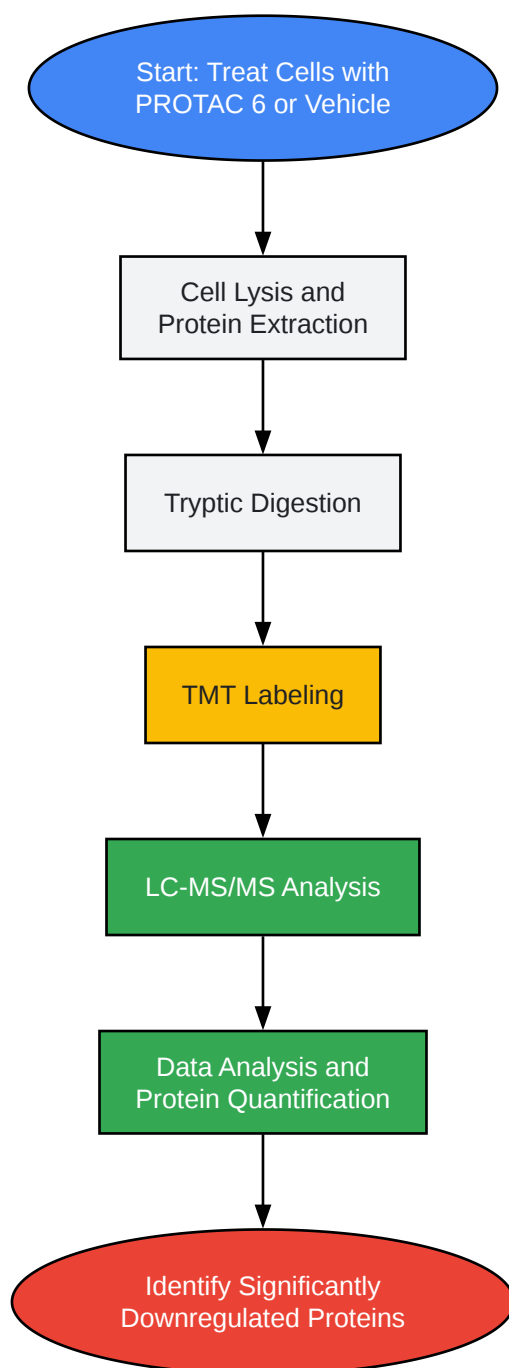 Start: Treat Cells with
PROTAC 6 or Vehicle
Cell Lysis and
Protein Extraction
Tryptic Digestion
TMT Labeling
LC-MS/MS Analysis
Data Analysis and
Protein Quantification
Identify Significantly
Downregulated Proteins